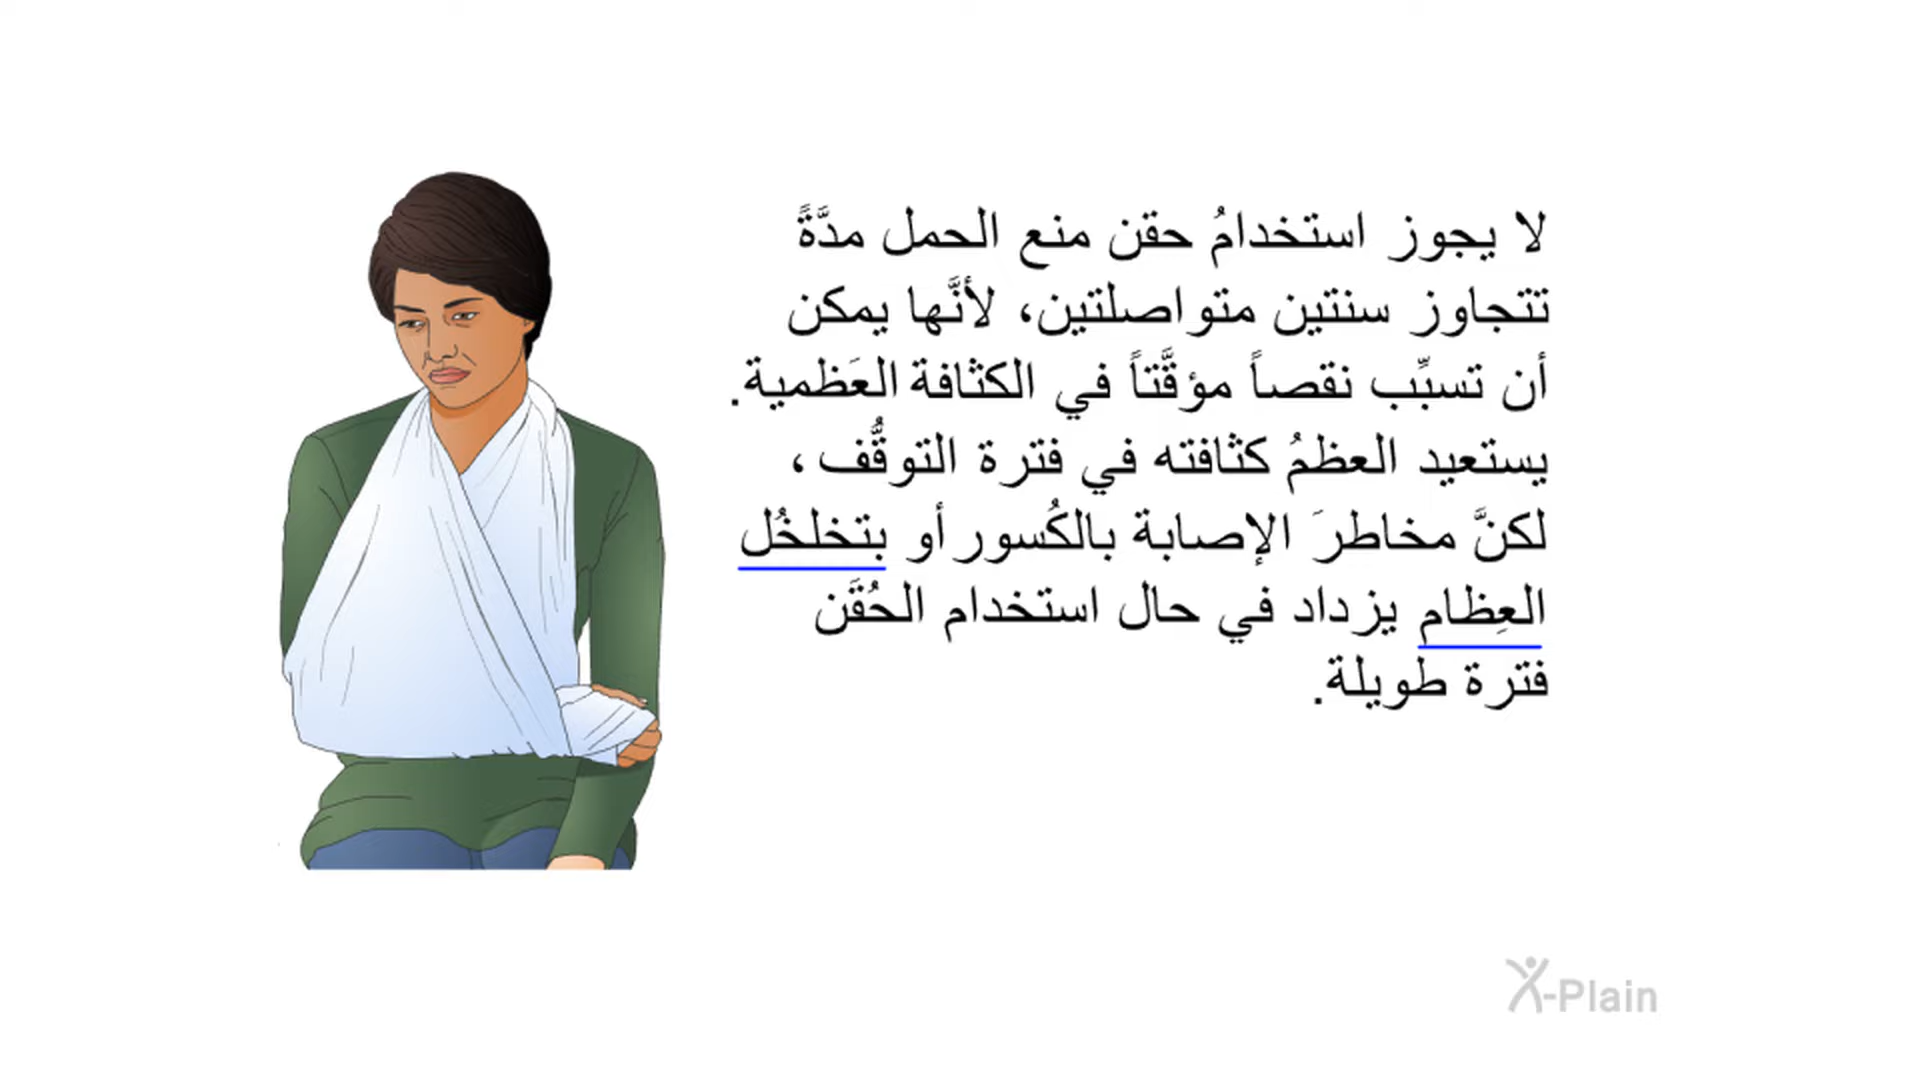 لا يجوز استخدامُ حقن منع الحمل مدَّةً
تتجاوز سنتين متواصلتين، لأنَّها يمكن
أن تسبِّب نقصاً مؤقَّتاً في الكثافة العَظمية.
يستعيد العظمُ كثافته في فترة التوقُّف ،
لكنَّ مخاطرَ الإصابة بالكُسور أو بتخلخُل
العِظام يزداد في حال استخدام الحُقَن
فترة طويلة.
X-Plain